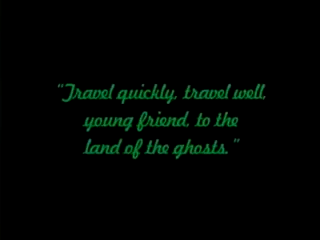 "Travel quickly, travel well,
young friend, to the
land of the ghosts."